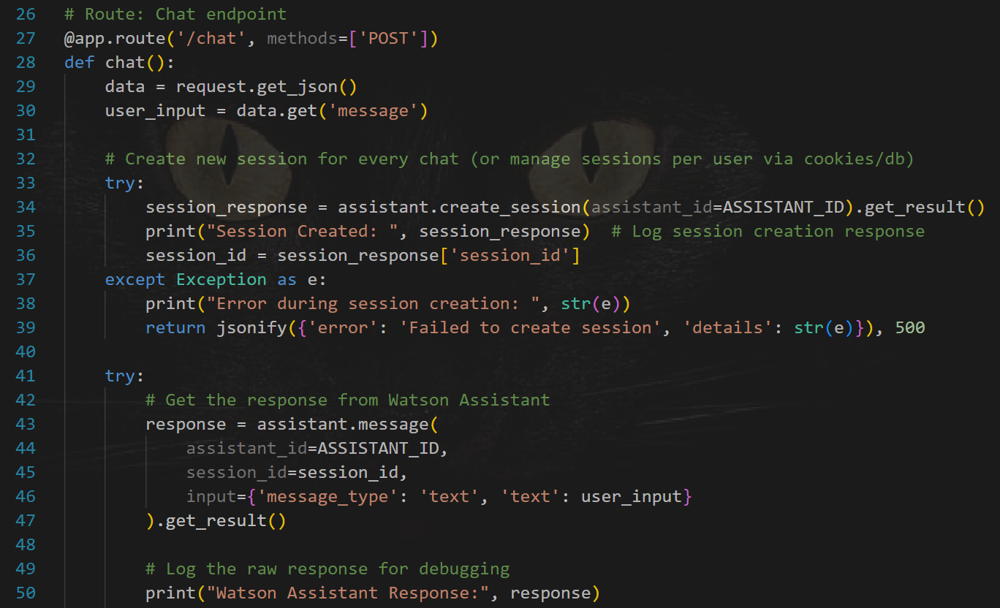 26 # Route: Chat endpoint
27 @app.route('/chat', methods=['POST'])
28 def chat():
29     data = request.get_json()
30     user_input = data.get('message')
31
32     # Create new session for every chat (or manage sessions per user via cookies/db)
33     try:
34         session_response = assistant.create_session(assistant_id=ASSISTANT_ID).get_result()
35         print("Session Created: ", session_response)  # Log session creation response
36         session_id = session_response['session_id']
37     except Exception as e:
38         print("Error during session creation: ", str(e))
39         return jsonify({'error': 'Failed to create session', 'details': str(e)}), 500
40
41     try:
42         # Get the response from Watson Assistant
43         response = assistant.message(
44             assistant_id=ASSISTANT_ID,
45             session_id=session_id,
46             input={'message_type': 'text', 'text': user_input}
47         ).get_result()
48
49         # Log the raw response for debugging
50         print("Watson Assistant Response:", response)